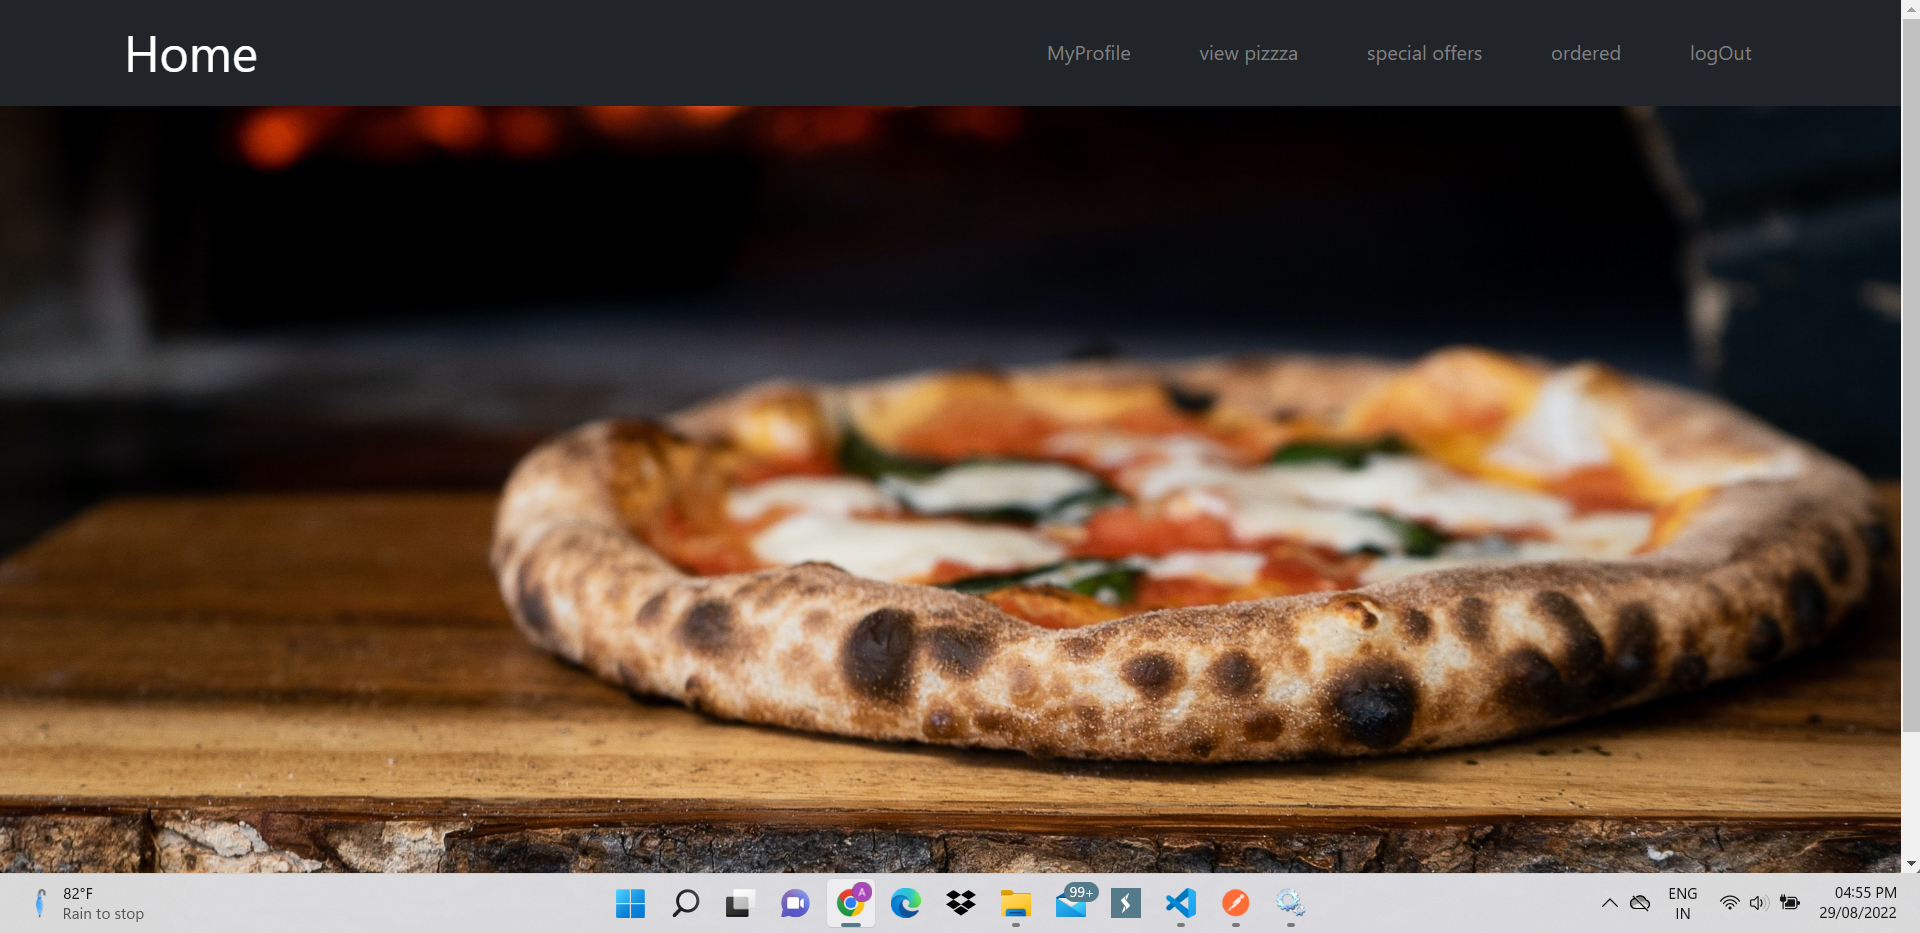 Home
MyProfile view pizzza special offers ordered logOut
82°F
Rain to stop
A
99+
ENG
IN
04:55 PM
29/08/2022